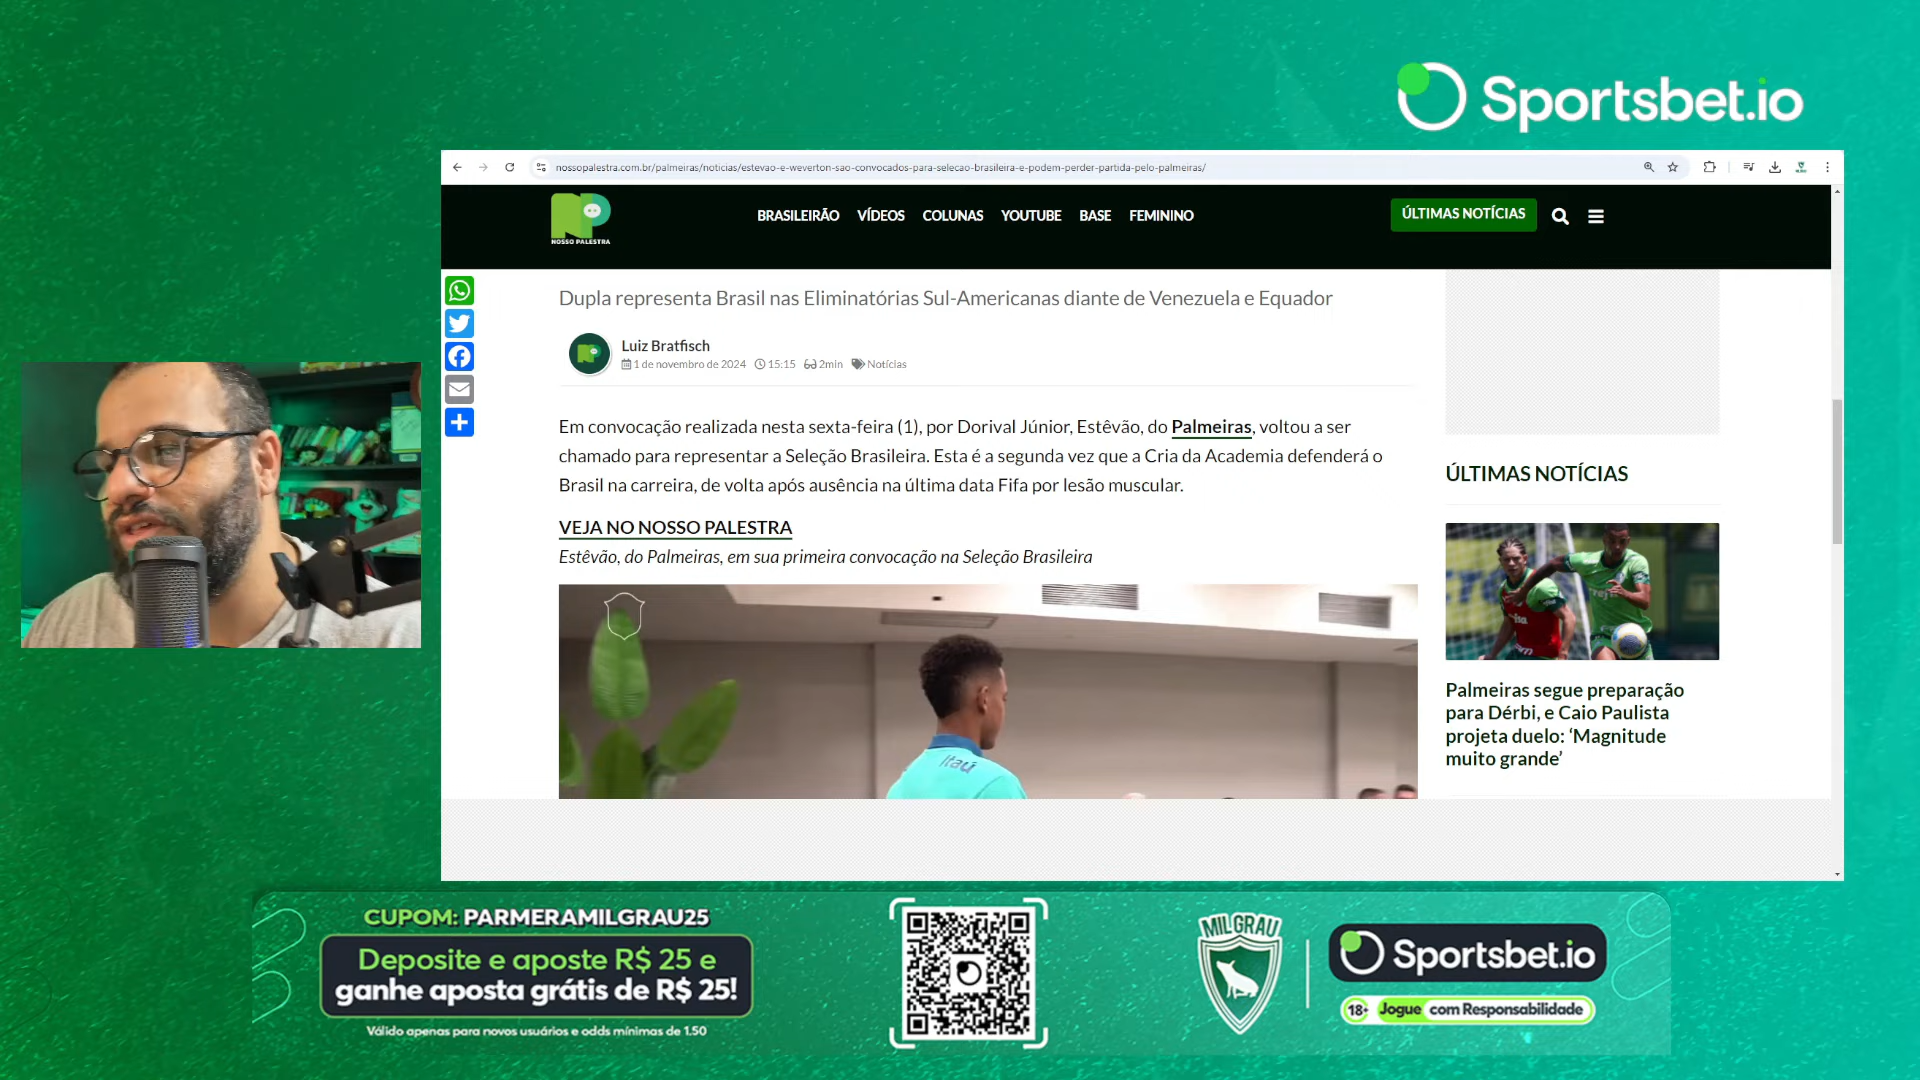 Sportsbet.io
nossopalestra.com.br/palmeiras/noticias/estevao-e-weverton-sao-convocados-para-selecao-brasileira-e-podem-perder-partida-pelo-palmeiras/
NOSSO PALESTRA
BRASILEIRÃO VÍDEOS COLUNAS YOUTUBE BASE FEMININO
ÚLTIMAS NOTÍCIAS
Dupla representa Brasil nas Eliminatórias Sul-Americanas diante de Venezuela e Equador
Luiz Bratfisch
1 de novembro de 2024 15:15 2min Notícias
Em convocação realizada nesta sexta-feira (1), por Dorival Júnior, Estêvão, do Palmeiras, voltou a ser
chamado para representar a Seleção Brasileira. Esta é a segunda vez que a Cria da Academia defenderá o
Brasil na carreira, de volta após ausência na última data Fifa por lesão muscular.
VEJA NO NOSSO PALESTRA
Estêvão, do Palmeiras, em sua primeira convocação na Seleção Brasileira
Itaú
ÚLTIMAS NOTÍCIAS
Palmeiras segue preparação
para Dérbi, e Caio Paulista
projeta duelo: ‘Magnitude
muito grande’
CUPOM: PARMERAMILGRAU25
Deposite e aposte R$ 25 e
ganhe aposta grátis de R$ 25!
Válido apenas para novos usuários e odds mínimas de 1.50
MIL GRAU
Sportsbet.io
18+ Jogue com Responsabilidade